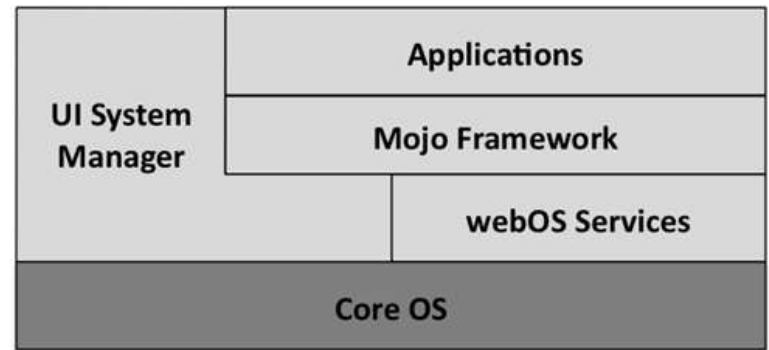 Applications
UI System
Manager
Mojo Framework
webOS Services
Core OS